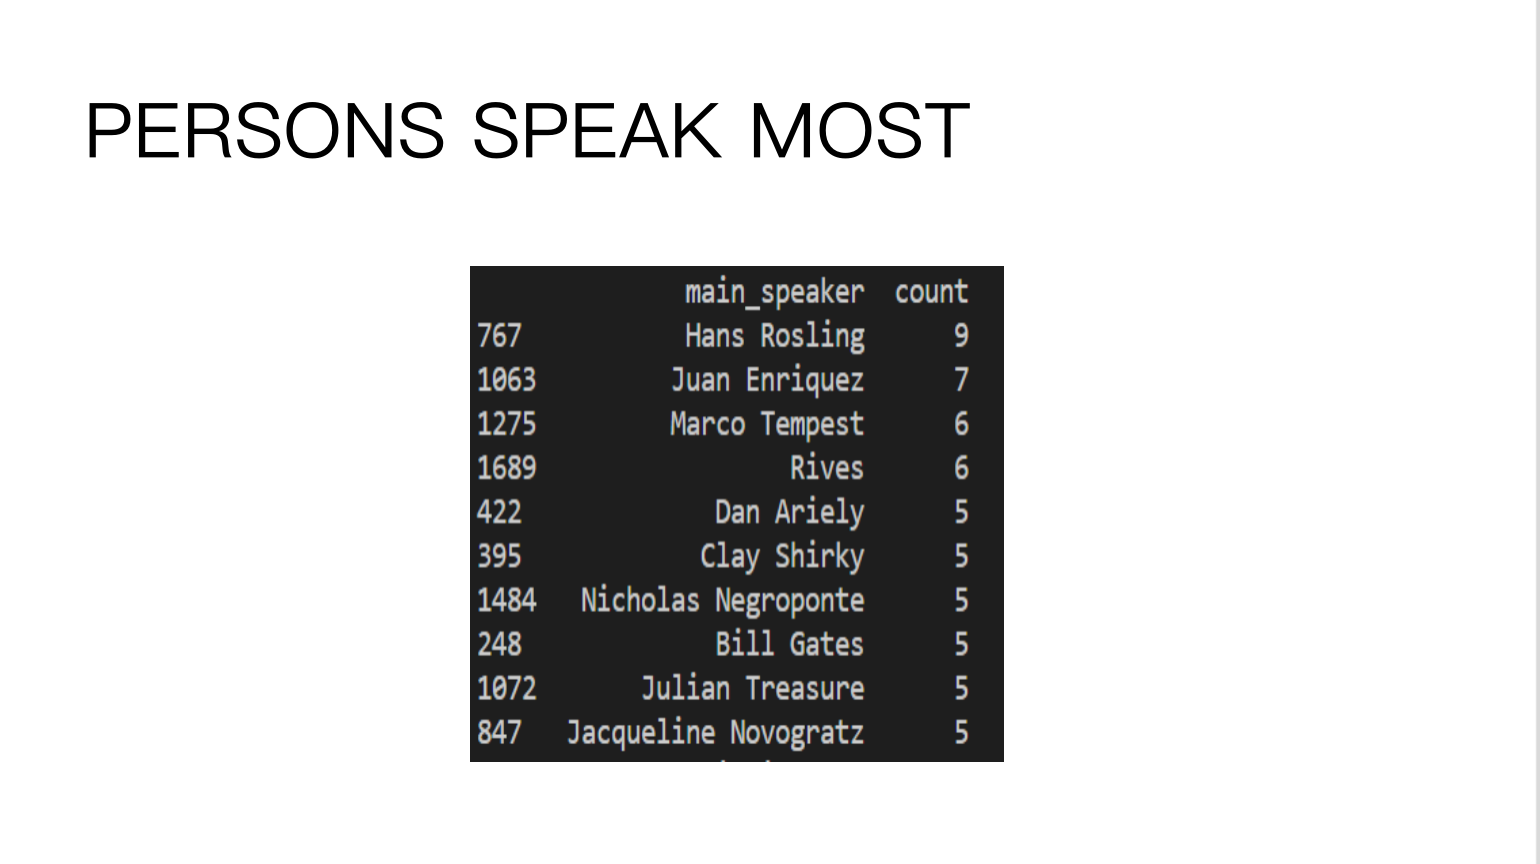 PERSONS SPEAK MOST
main_speaker count
767 Hans Rosling 9
1063 Juan Enriquez 7
1275 Marco Tempest 6
1689 Rives 6
422 Dan Ariely 5
395 Clay Shirky 5
1484 Nicholas Negroponte 5
248 Bill Gates 5
1072 Julian Treasure 5
847 Jacqueline Novogratz 5